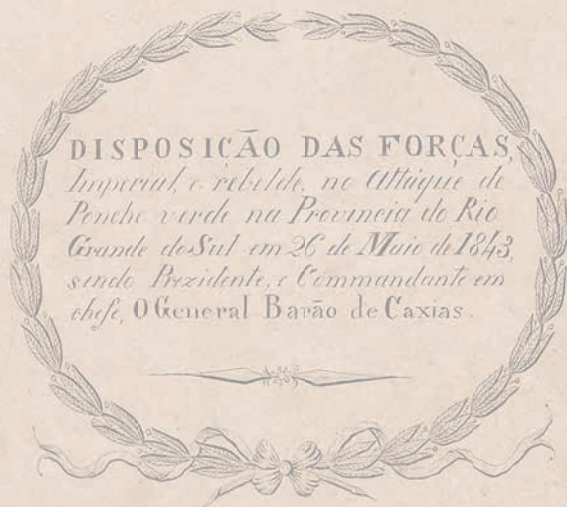 DISPOSIÇÃO DAS FORÇAS,
Imperial, e rebelde, no Attaque de
Ponche verde na Provincia do Rio
Grande do Sul em 26 de Maio de 1843,
sendo Prezidente, e Commandante em
chefe, O General Barão de Caxias.